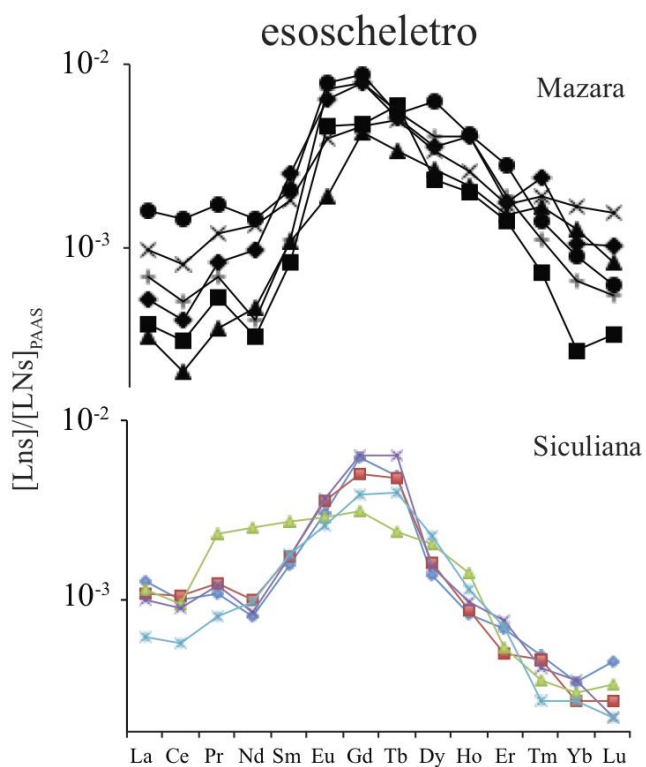 esoscheletro
10-2
Mazara
10-3
[Lns]/[LNs]PAAS
10-2
Siculiana
10-3
La Ce Pr Nd Sm Eu Gd Tb Dy Ho Er Tm Yb Lu